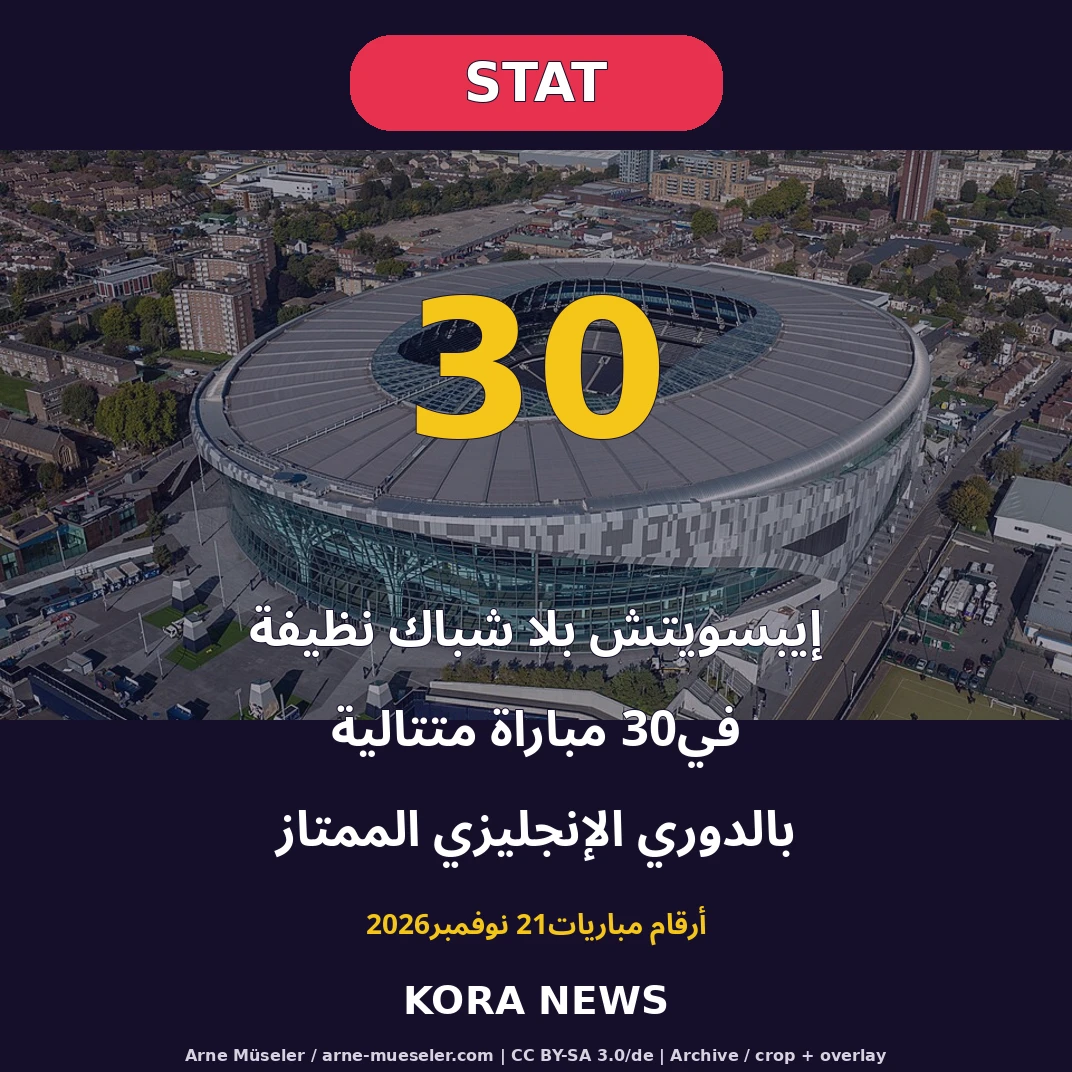 STAT
30
إيبسويتش بلا شباك نظيفة
في30 مباراة متتالية
بالدوري الإنجليزي الممتاز
أرقام مباريات21 نوفمبر2026
KORA NEWS
Arne Müseler / arne-mueseler.com | CC BY-SA 3.0/de | Archive / crop + overlay